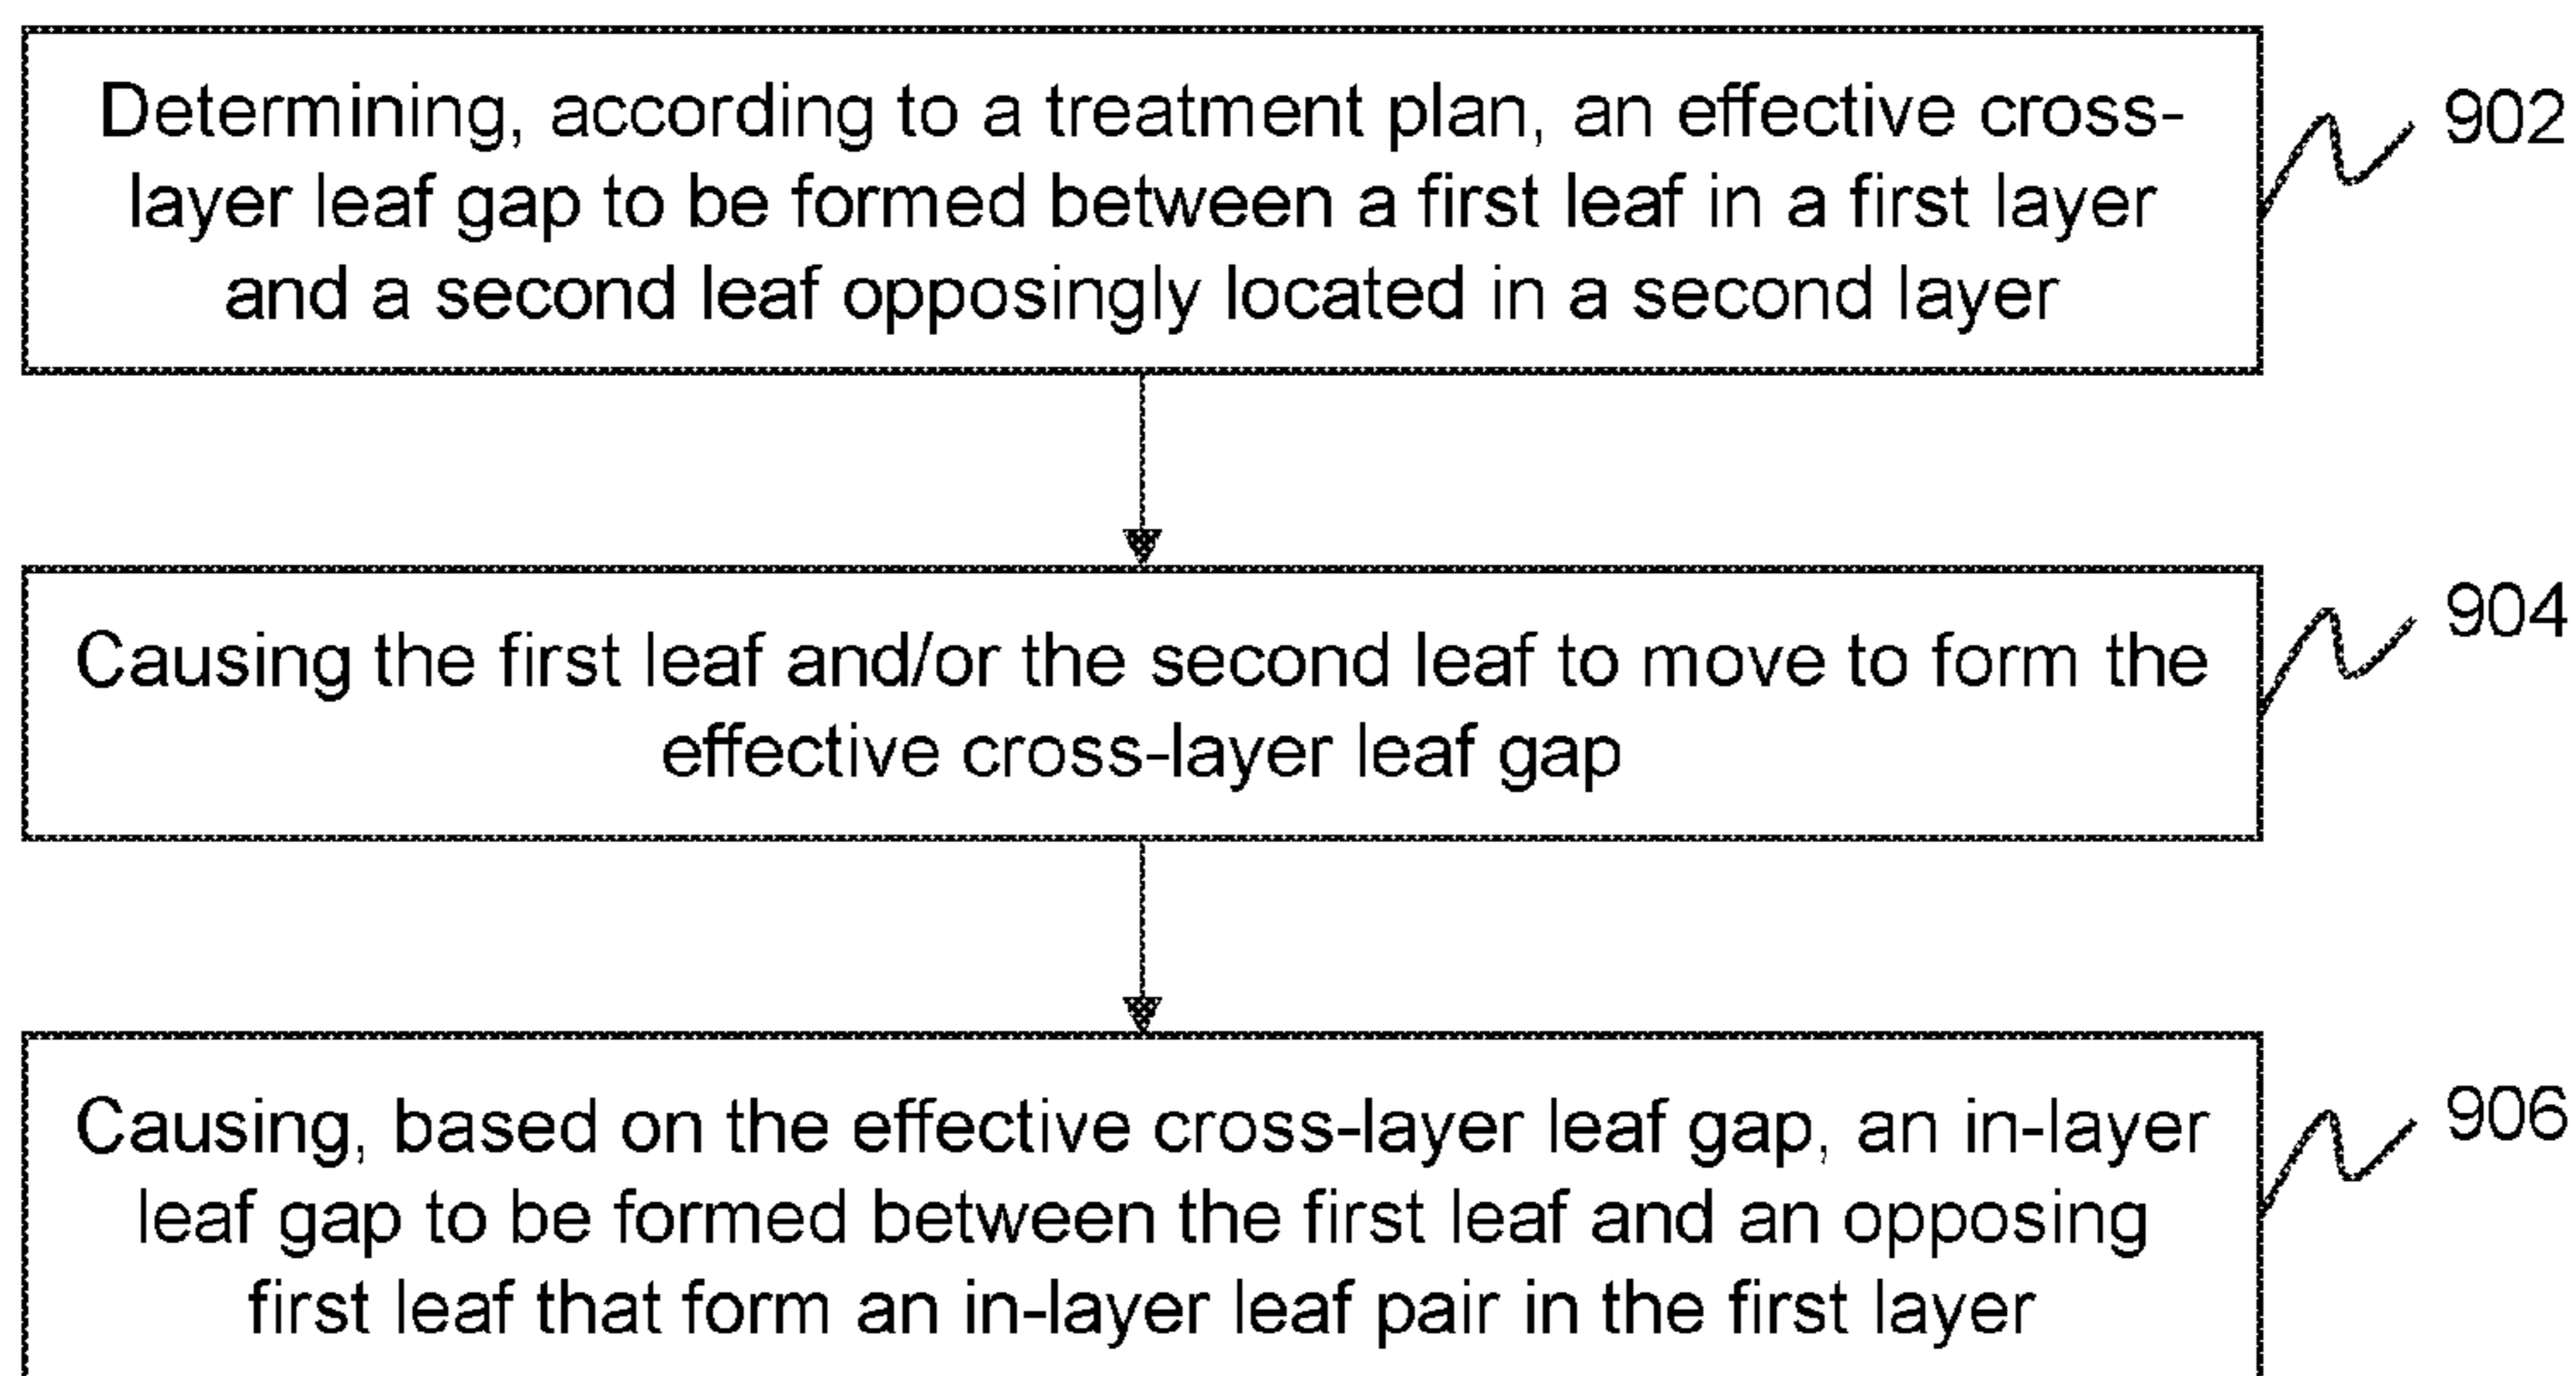 Determining, according to a treatment plan, an effective cross-
layer leaf gap to be formed between a first leaf in a first layer
and a second leaf opposingly located in a second layer
902
Causing the first leaf and/or the second leaf to move to form the
effective cross-layer leaf gap
904
Causing, based on the effective cross-layer leaf gap, an in-layer
leaf gap to be formed between the first leaf and an opposing
first leaf that form an in-layer leaf pair in the first layer
906